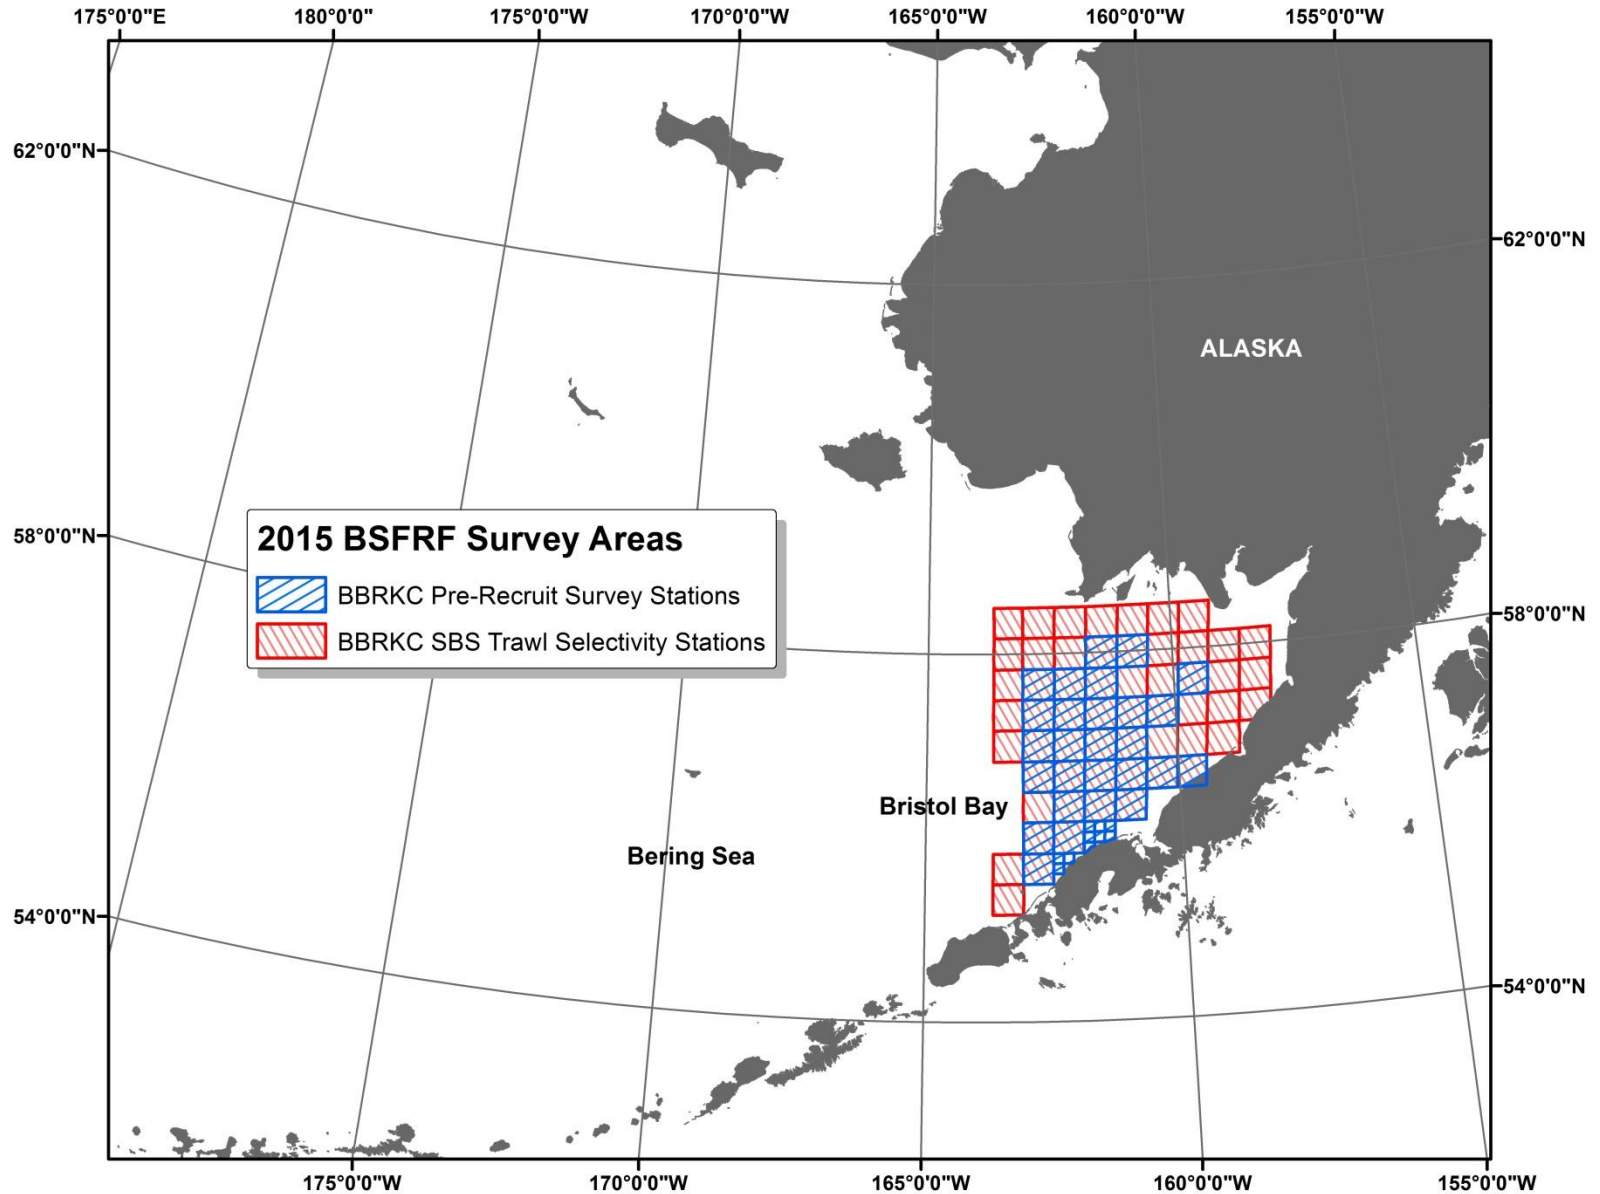 175°0'0"E 180°0'0" 175°0'0"W 170°0'0"W 165°0'0"W 160°0'0"W 155°0'0"W
62°0'0"N
62°0'0"N
ALASKA
58°0'0"N
2015 BSFRF Survey Areas
BBRKC Pre-Recruit Survey Stations
BBRKC SBS Trawl Selectivity Stations
58°0'0"N
Bristol Bay
Bering Sea
54°0'0"N
54°0'0"N
175°0'0"W 170°0'0"W 165°0'0"W 160°0'0"W 155°0'0"W